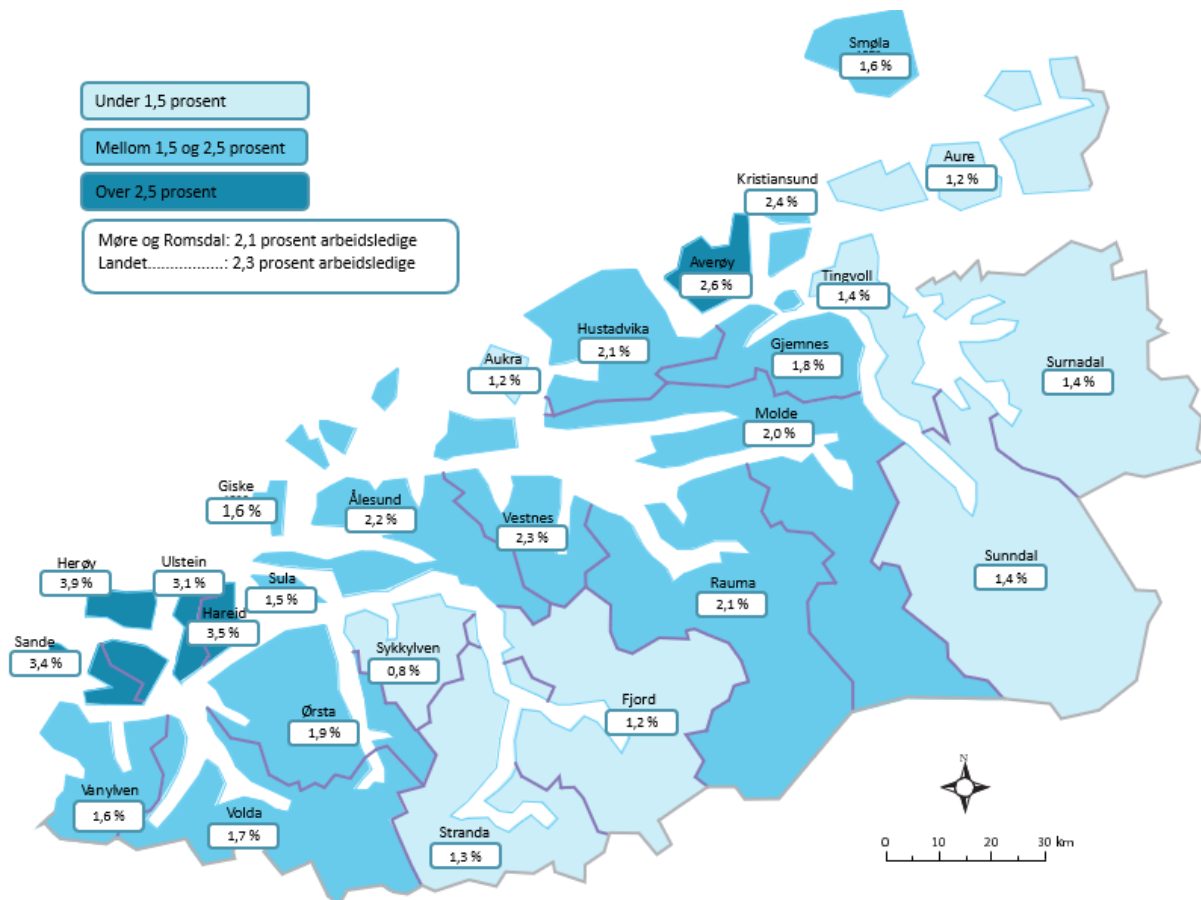 Smøla
1,6 %
Under 1,5 prosent
Mellom 1,5 og 2,5 prosent
Over 2,5 prosent
Møre og Romsdal: 2,1 prosent arbeidsledige
Landet.................: 2,3 prosent arbeidsledige
Aure
1,2 %
Kristiansund
2,4 %
Averøy
2,6 %
Tingvoll
1,4 %
Hustadvika
2,1 %
Gjemnes
1,8 %
Aukra
1,2 %
Surnadal
1,4 %
Molde
2,0 %
Giske
1,6 %
Ålesund
2,2 %
Vestnes
2,3 %
Herøy
3,9 %
Ulstein
3,1 %
Sula
1,5 %
Hareid
3,5 %
Rauma
2,1 %
Sunndal
1,4 %
Sande
3,4 %
Sykkylven
0,8 %
Ørsta
1,9 %
Fjord
1,2 %
Vanylven
1,6 %
Volda
1,7 %
Stranda
1,3 %
N
0 10 20 30 km